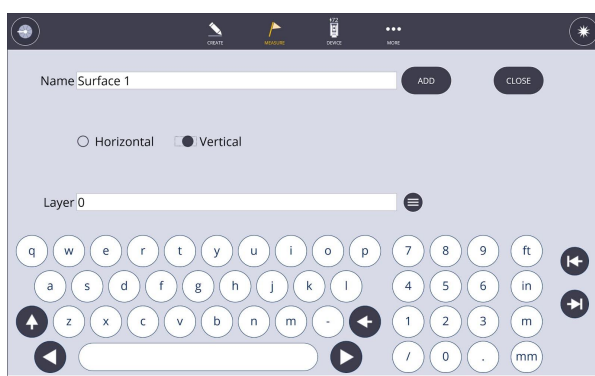 CREATE MEASURE DEVICE MORE
Name Surface 1 ADD CLOSE
Horizontal Vertical
Layer 0
q w e r t y u i o p 7 8 9 ft
a s d f g h j k l 4 5 6 in
z x c v b n m - 1 2 3 m
/ 0 . mm